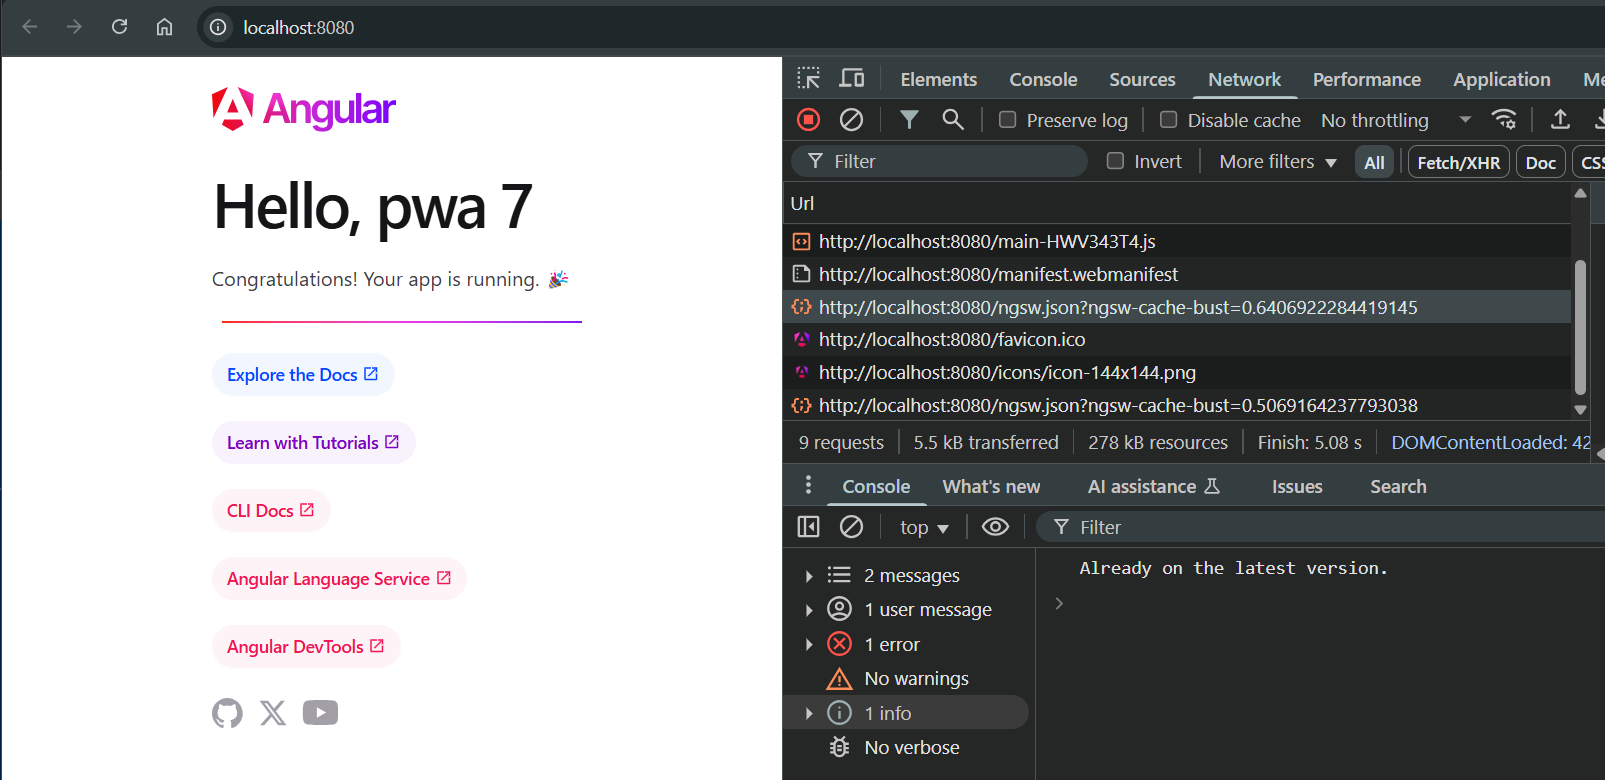 localhost:8080
Angular
Hello, pwa 7
Congratulations! Your app is running. 🎉
Explore the Docs
Learn with Tutorials
CLI Docs
Angular Language Service
Angular DevTools
Elements Console Sources Network Performance Application Me
Preserve log Disable cache No throttling
Filter Invert More filters All Fetch/XHR Doc CSS
Url
http://localhost:8080/main-HWV343T4.js
http://localhost:8080/manifest.webmanifest
http://localhost:8080/ngsw.json?ngsw-cache-bust=0.6406922284419145
http://localhost:8080/favicon.ico
http://localhost:8080/icons/icon-144x144.png
http://localhost:8080/ngsw.json?ngsw-cache-bust=0.5069164237793038
9 requests 5.5 kB transferred 278 kB resources Finish: 5.08 s DOMContentLoaded: 42
Console What's new AI assistance Issues Search
top Filter
2 messages
1 user message
1 error
No warnings
1 info
No verbose
Already on the latest version.